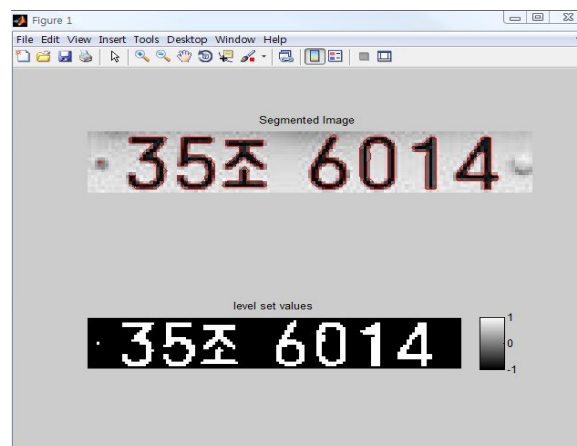 Figure 1
File Edit View Insert Tools Desktop Window Help
Segmented Image
35조 6014
level set values
35조 6014
1
0
-1